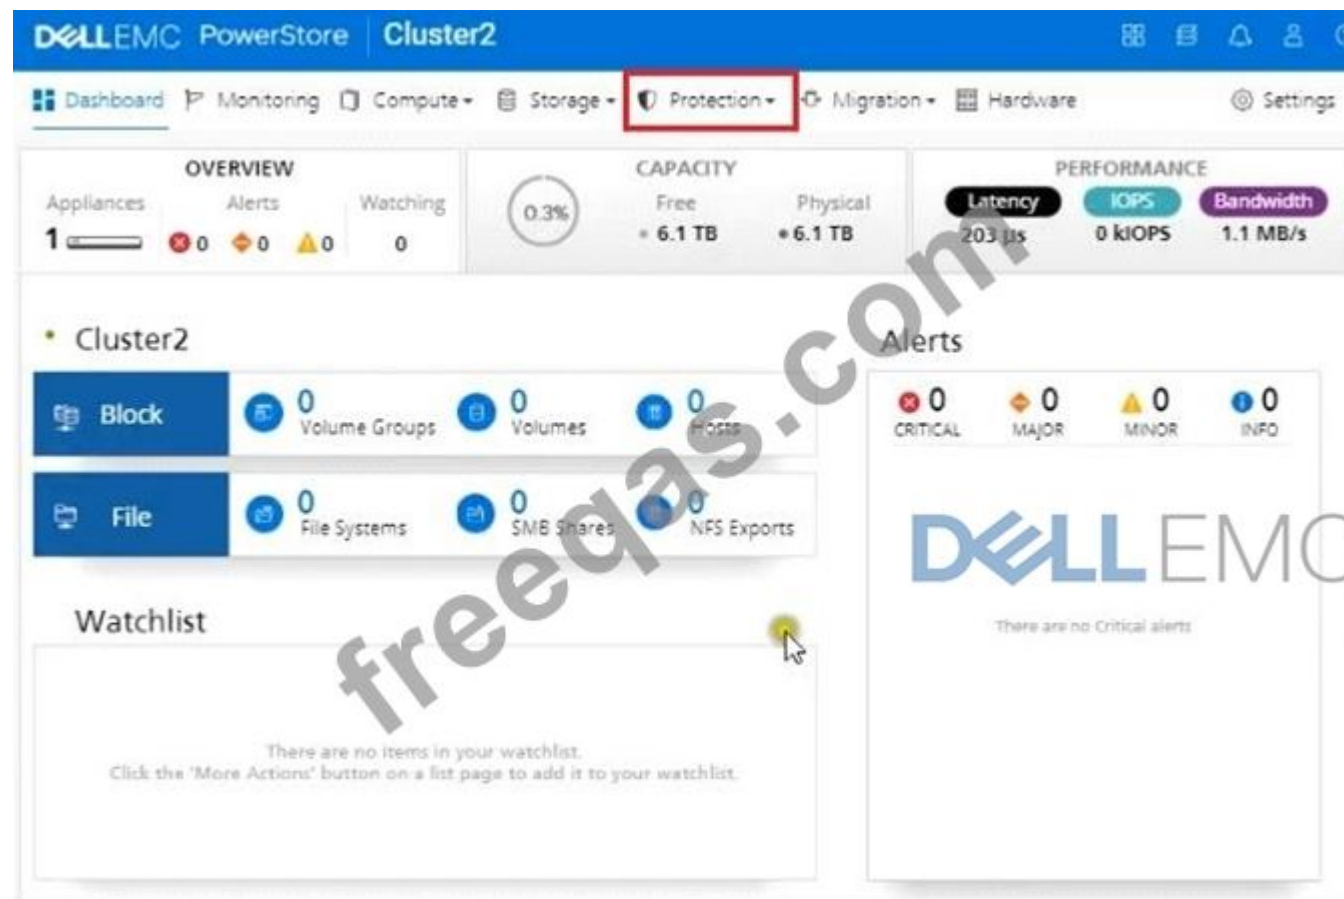 DELLEMC PowerStore Cluster2
Dashboard Monitoring Compute Storage Protection Migration Hardware Settings
OVERVIEW CAPACITY PERFORMANCE
Appliances Alerts Watching Free Physical Latency IOPS Bandwidth
1 0 0 0 0 0.3% 6.1 TB 6.1 TB 203 µs 0 kIOPS 1.1 MB/s
Cluster2
Block 0 Volume Groups 0 Volumes 0 Hosts
File 0 File Systems 0 SMB Shares 0 NFS Exports
Alerts
0 0 0 0
CRITICAL MAJOR MINOR INFO
DELLEMC
There are no Critical alerts
Watchlist
There are no items in your watchlist.
Click the 'More Actions' button on a list page to add it to your watchlist.
freeqas.com